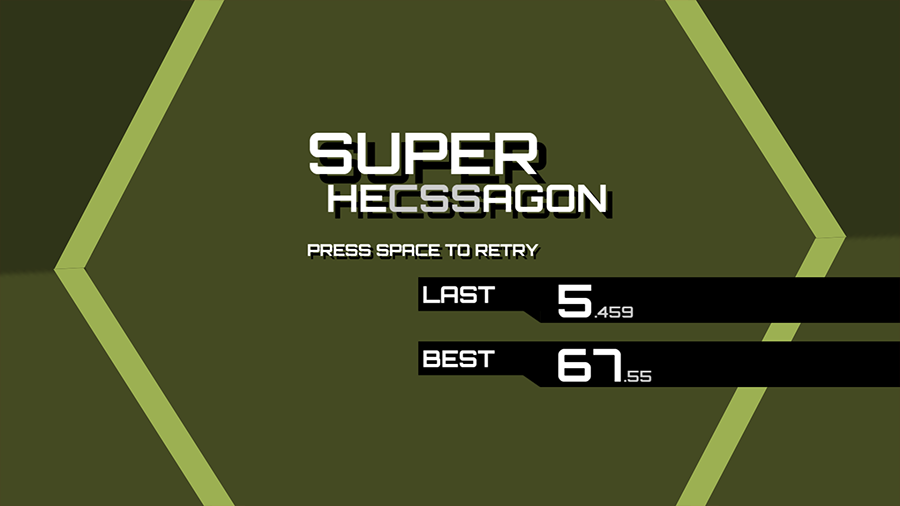 SUPER
HECSSAGON
PRESS SPACE TO RETRY
LAST 5.459
BEST 67.55